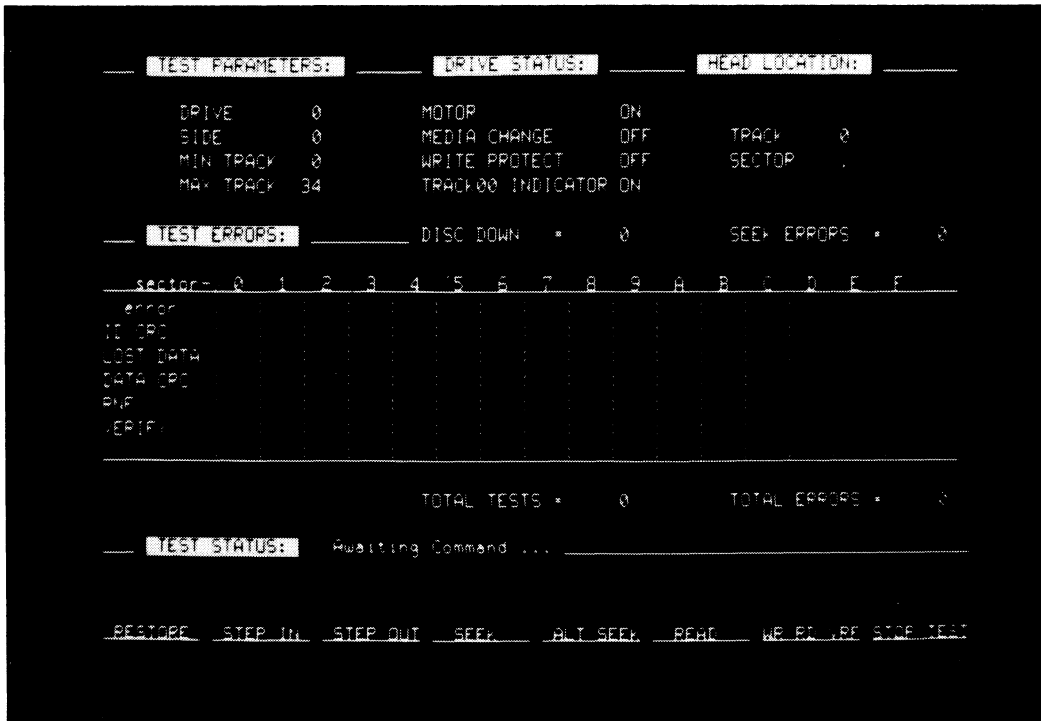 TEST PARAMETERS: DRIVE STATUS: HEAD LOCATION:
DRIVE 0 MOTOR ON
SIDE 0 MEDIA CHANGE OFF TRACK 0
MIN TRACK 0 WRITE PROTECT OFF SECTOR
MAX TRACK 34 TRACK00 INDICATOR ON
TEST ERRORS: DISC DOWN = 0 SEEK ERRORS = 0
sector- 0 1 2 3 4 5 6 7 8 9 A B C D E F
error
ID CRC
LOST DATA
DATA CRC
RNF
VERIFY
TOTAL TESTS = 0 TOTAL ERRORS = 0
TEST STATUS: Awaiting Command ...
RESTORE STEP IN STEP OUT SEEK ALT SEEK READ WR RD STOP TEST